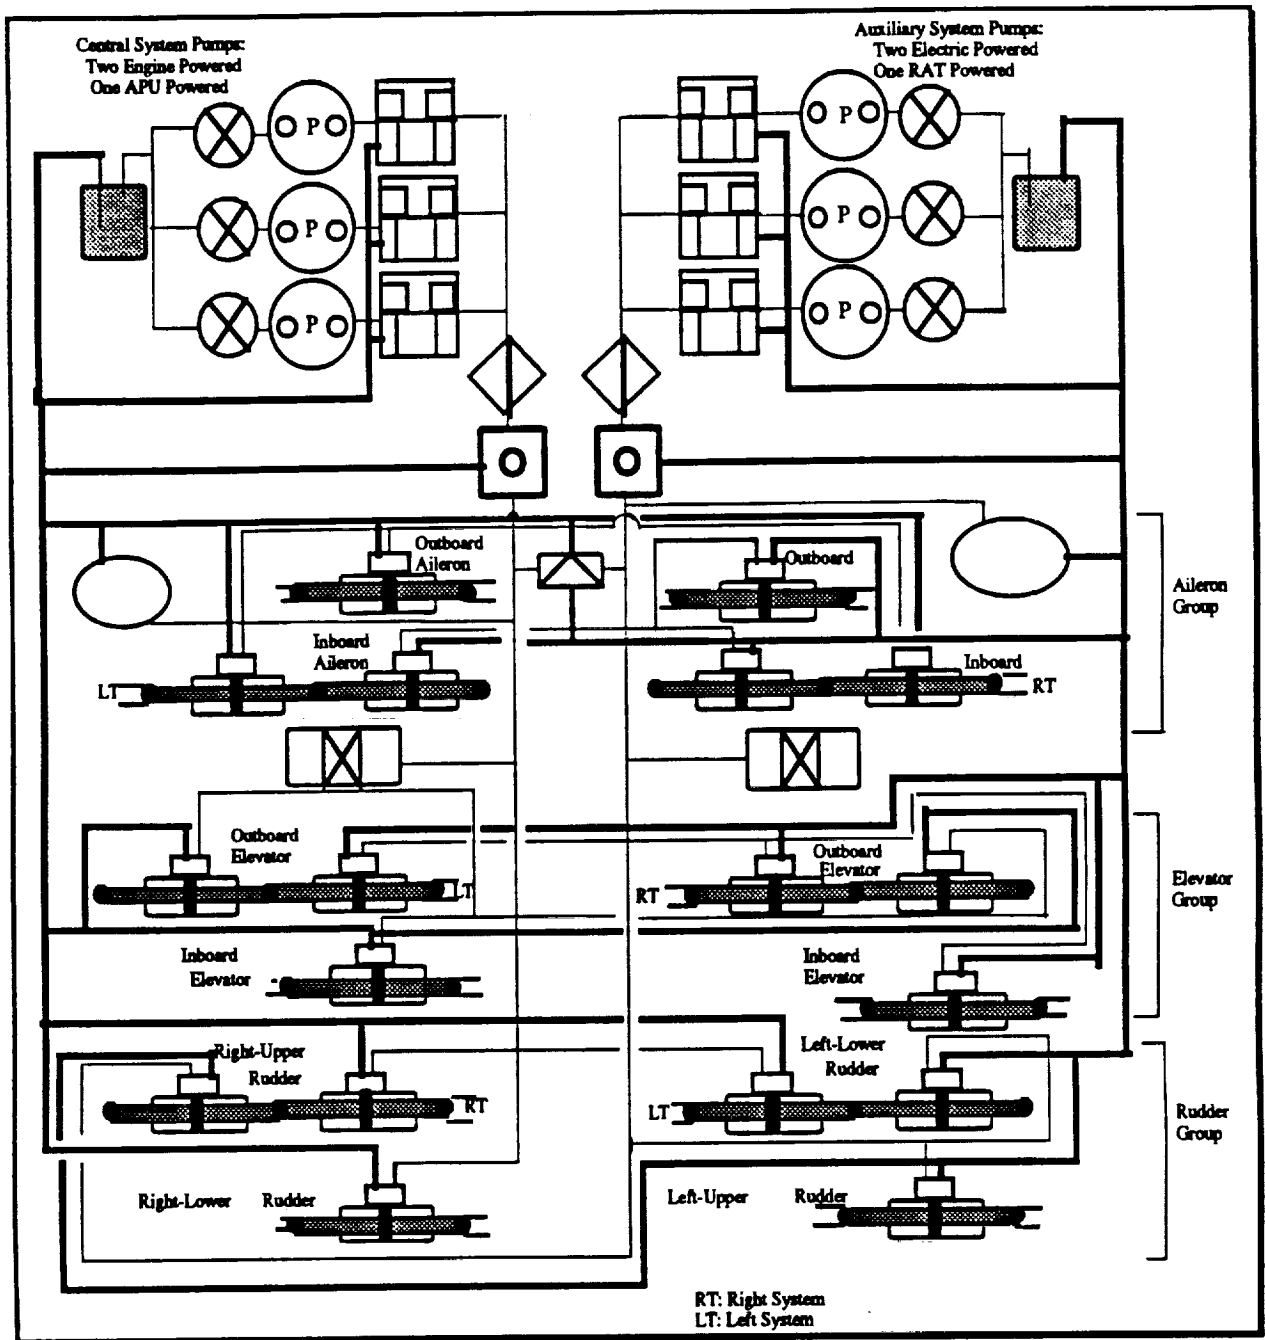 Central System Pumps:
Two Engine Powered
One APU Powered
Auxiliary System Pumps:
Two Electric Powered
One RAT Powered
P
P
P
P
P
P
Outboard
Aileron
Outboard
Aileron
Group
Inboard
Aileron
Inboard
LT
RT
Outboard
Elevator
Outboard
Elevator
Elevator
Group
LT
RT
Inboard
Elevator
Inboard
Elevator
Right-Upper
Rudder
Left-Lower
Rudder
RT
LT
Rudder
Group
Right-Lower Rudder
Left-Upper Rudder
RT: Right System
LT: Left System